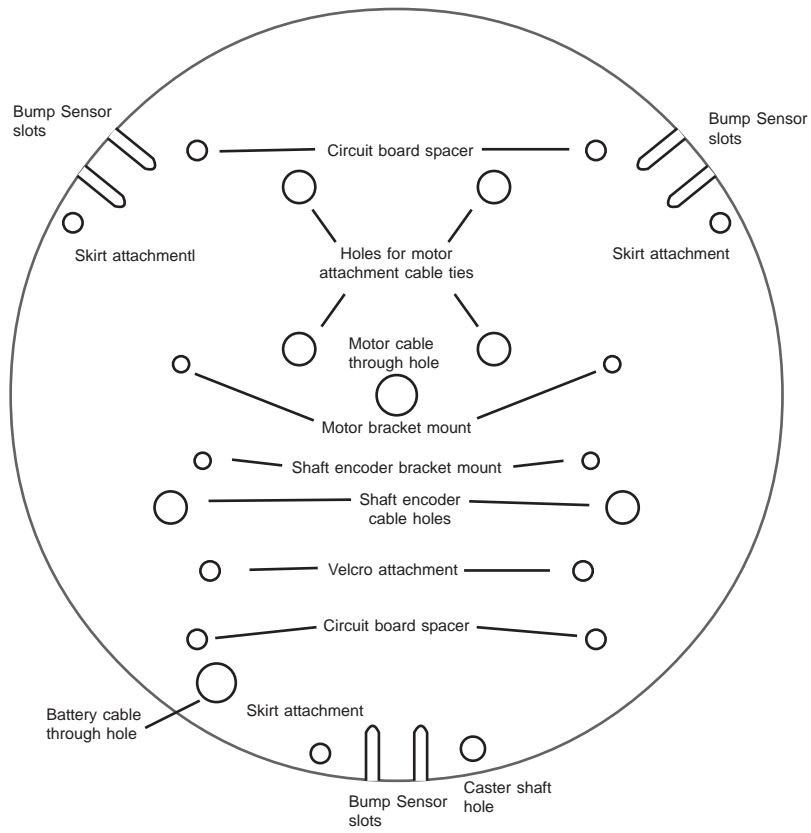 Bump Sensor
slots
Bump Sensor
slots
Circuit board spacer
Skirt attachmentl
Holes for motor
attachment cable ties
Skirt attachment
Motor cable
through hole
Motor bracket mount
Shaft encoder bracket mount
Shaft encoder
cable holes
Velcro attachment
Circuit board spacer
Battery cable
through hole
Skirt attachment
Bump Sensor
slots
Caster shaft
hole